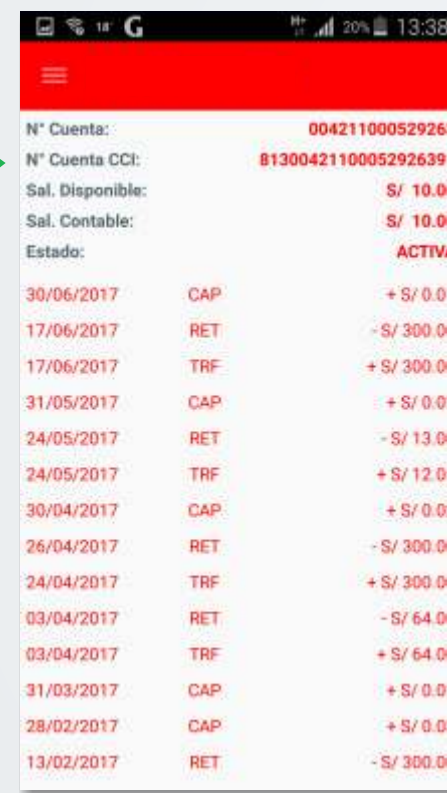 18° G H+ 20% 13:38
N° Cuenta: 00421100052926
N° Cuenta CCI: 8130042110005292639
Sal. Disponible: S/ 10.0
Sal. Contable: S/ 10.0
Estado: ACTIV
30/06/2017 CAP + S/ 0.0
17/06/2017 RET - S/ 300.0
17/06/2017 TRF + S/ 300.0
31/05/2017 CAP + S/ 0.0
24/05/2017 RET - S/ 13.0
24/05/2017 TRF + S/ 12.0
30/04/2017 CAP + S/ 0.0
26/04/2017 RET - S/ 300.0
24/04/2017 TRF + S/ 300.0
03/04/2017 RET - S/ 64.0
03/04/2017 TRF + S/ 64.0
31/03/2017 CAP + S/ 0.0
28/02/2017 CAP + S/ 0.0
13/02/2017 RET - S/ 300.0